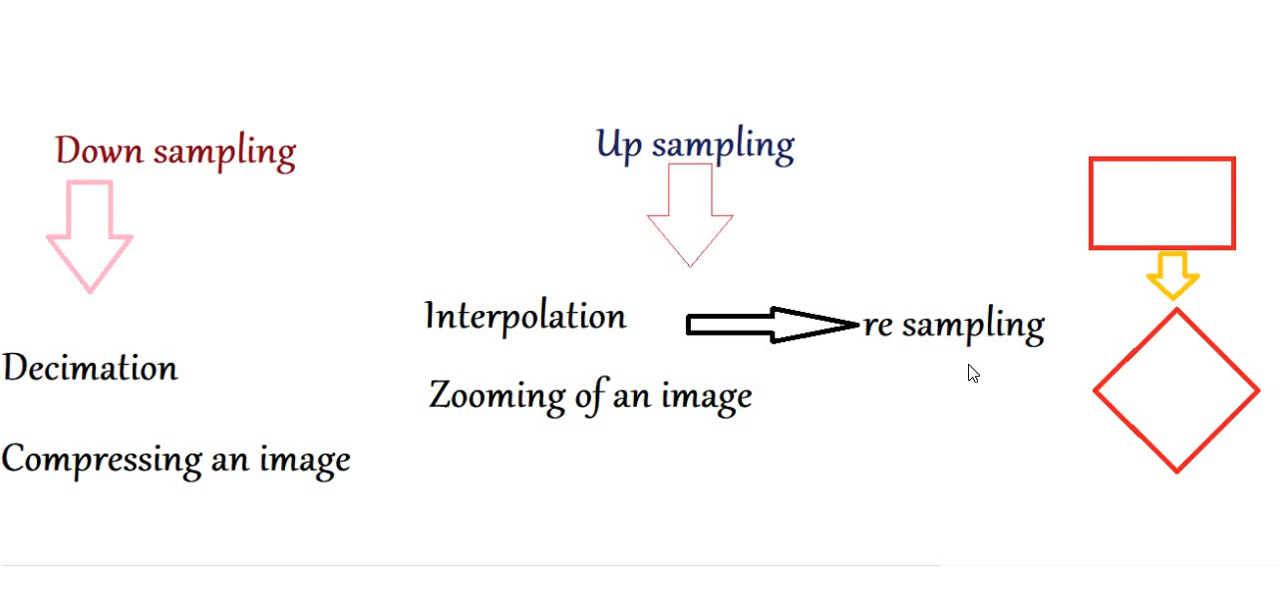 Down sampling
Decimation
Compressing an image
Up sampling
Interpolation
re sampling
Zooming of an image